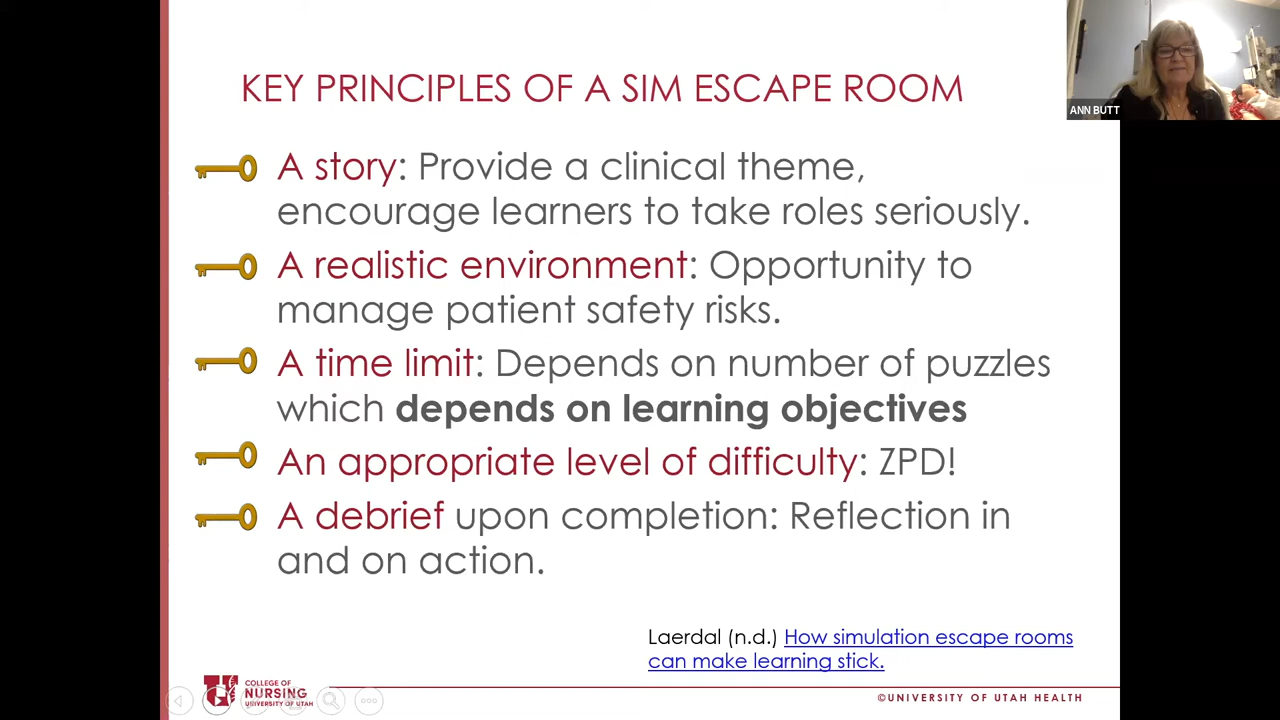 KEY PRINCIPLES OF A SIM ESCAPE ROOM
ANN BUTT
A story: Provide a clinical theme,
encourage learners to take roles seriously.
A realistic environment: Opportunity to
manage patient safety risks.
A time limit: Depends on number of puzzles
which depends on learning objectives
An appropriate level of difficulty: ZPD!
A debrief upon completion: Reflection in
and on action.
Laerdal (n.d.) How simulation escape rooms
can make learning stick.
COLLEGE OF
NURSING
UNIVERSITY OF UTAH
©UNIVERSITY OF UTAH HEALTH